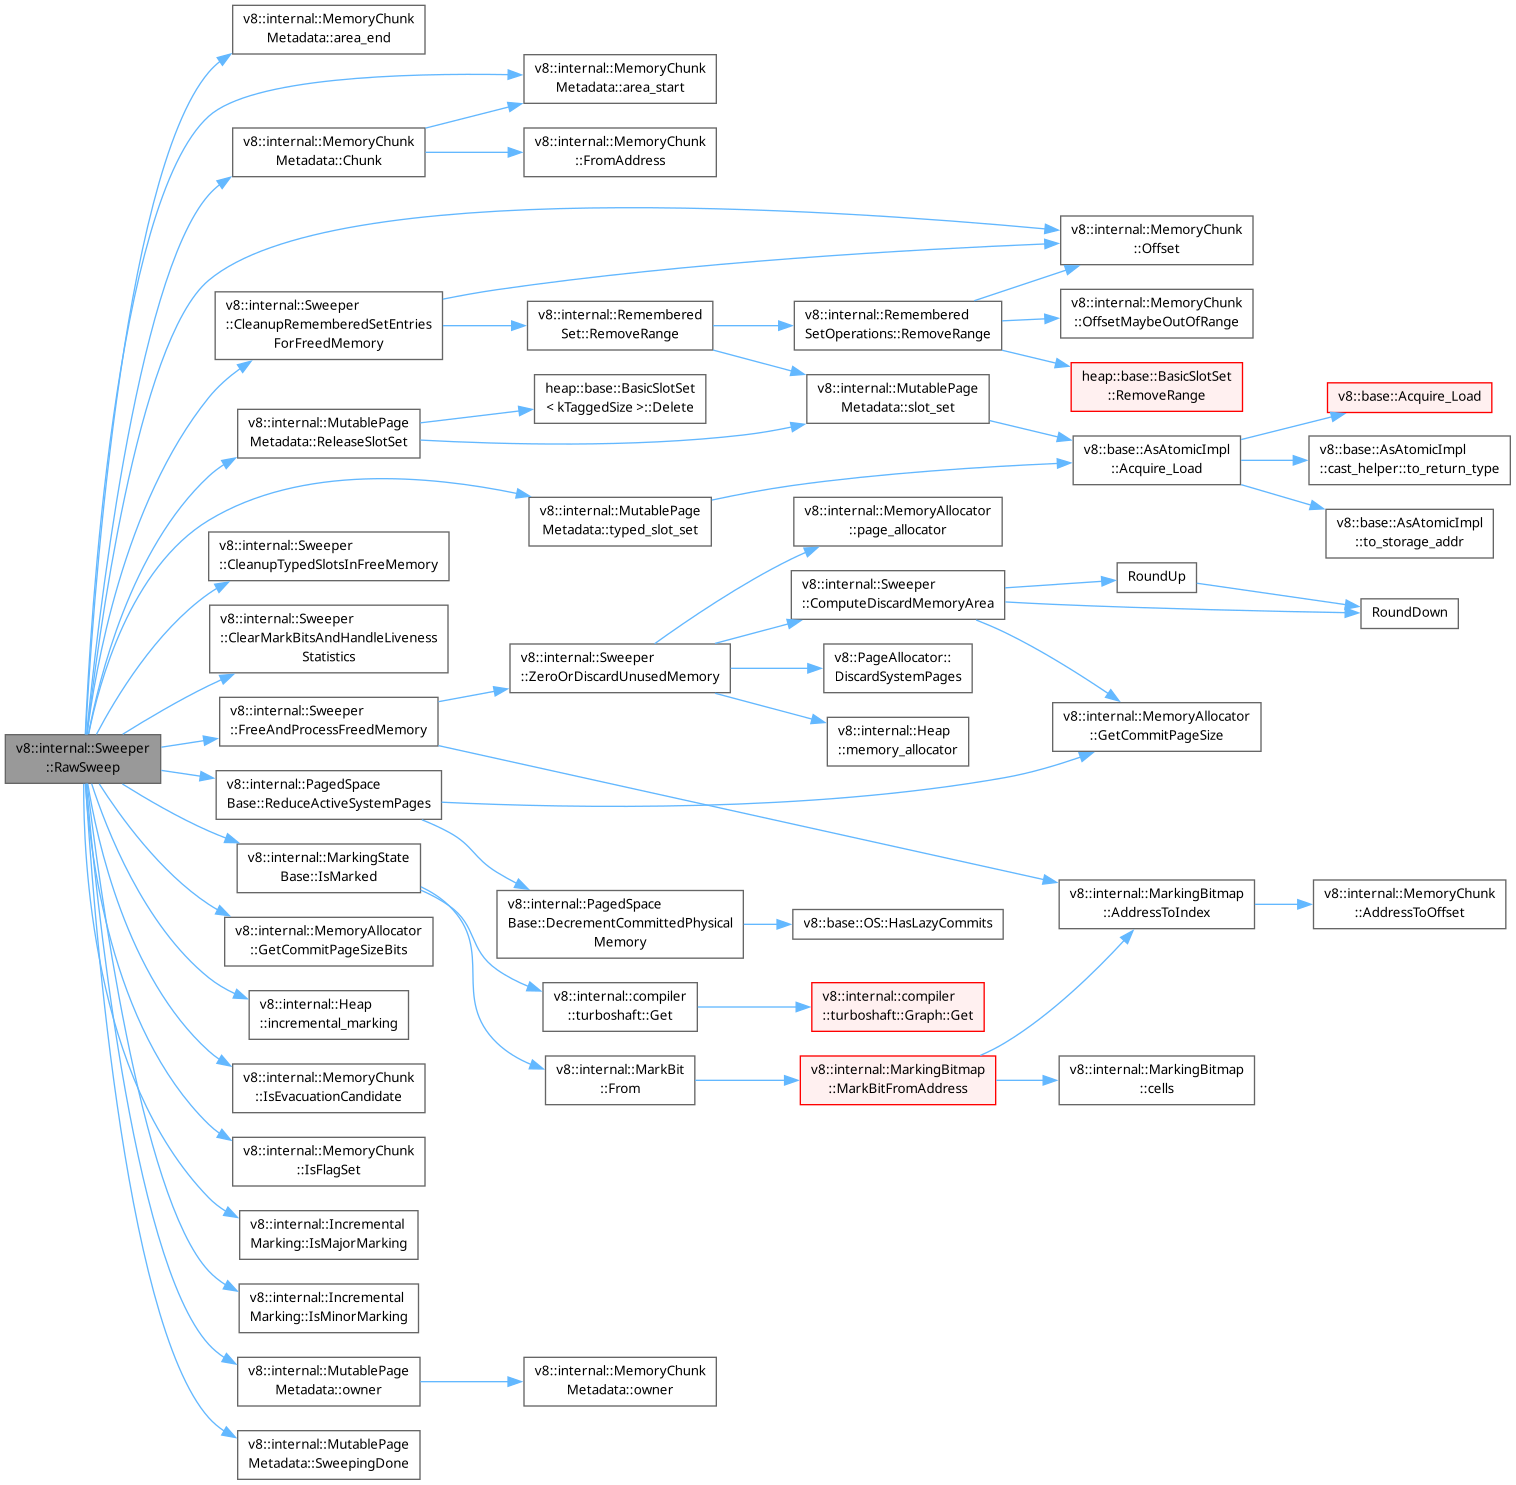 v8::internal::MemoryChunk
Metadata::area_end
v8::internal::MemoryChunk
Metadata::area_start
v8::internal::MemoryChunk
Metadata::Chunk
v8::internal::MemoryChunk
::FromAddress
v8::internal::MemoryChunk
::Offset
v8::internal::Sweeper
::CleanupRememberedSetEntries
ForFreedMemory
v8::internal::Remembered
Set::RemoveRange
v8::internal::Remembered
SetOperations::RemoveRange
v8::internal::MemoryChunk
::OffsetMaybeOutOfRange
heap::base::BasicSlotSet
::RemoveRange
heap::base::BasicSlotSet
< kTaggedSize >::Delete
v8::internal::MutablePage
Metadata::slot_set
v8::base::Acquire_Load
v8::internal::MutablePage
Metadata::ReleaseSlotSet
v8::base::AsAtomicImpl
::Acquire_Load
v8::base::AsAtomicImpl
::cast_helper::to_return_type
v8::internal::MutablePage
Metadata::typed_slot_set
v8::internal::MemoryAllocator
::page_allocator
v8::base::AsAtomicImpl
::to_storage_addr
v8::internal::Sweeper
::CleanupTypedSlotsInFreeMemory
v8::internal::Sweeper
::ComputeDiscardMemoryArea
RoundUp
RoundDown
v8::internal::Sweeper
::ClearMarkBitsAndHandleLiveness
Statistics
v8::internal::Sweeper
::ZeroOrDiscardUnusedMemory
v8::PageAllocator::
DiscardSystemPages
v8::internal::Sweeper
::FreeAndProcessFreedMemory
v8::internal::Heap
::memory_allocator
v8::internal::MemoryAllocator
::GetCommitPageSize
v8::internal::Sweeper
::RawSweep
v8::internal::PagedSpace
Base::ReduceActiveSystemPages
v8::internal::MarkingState
Base::IsMarked
v8::internal::PagedSpace
Base::DecrementCommittedPhysical
Memory
v8::base::OS::HasLazyCommits
v8::internal::MarkingBitmap
::AddressToIndex
v8::internal::MemoryChunk
::AddressToOffset
v8::internal::MemoryAllocator
::GetCommitPageSizeBits
v8::internal::Heap
::incremental_marking
v8::internal::compiler
::turboshaft::Get
v8::internal::compiler
::turboshaft::Graph::Get
v8::internal::MemoryChunk
::IsEvacuationCandidate
v8::internal::MarkBit
::From
v8::internal::MarkingBitmap
::MarkBitFromAddress
v8::internal::MarkingBitmap
::cells
v8::internal::MemoryChunk
::IsFlagSet
v8::internal::Incremental
Marking::IsMajorMarking
v8::internal::Incremental
Marking::IsMinorMarking
v8::internal::MutablePage
Metadata::owner
v8::internal::MemoryChunk
Metadata::owner
v8::internal::MutablePage
Metadata::SweepingDone